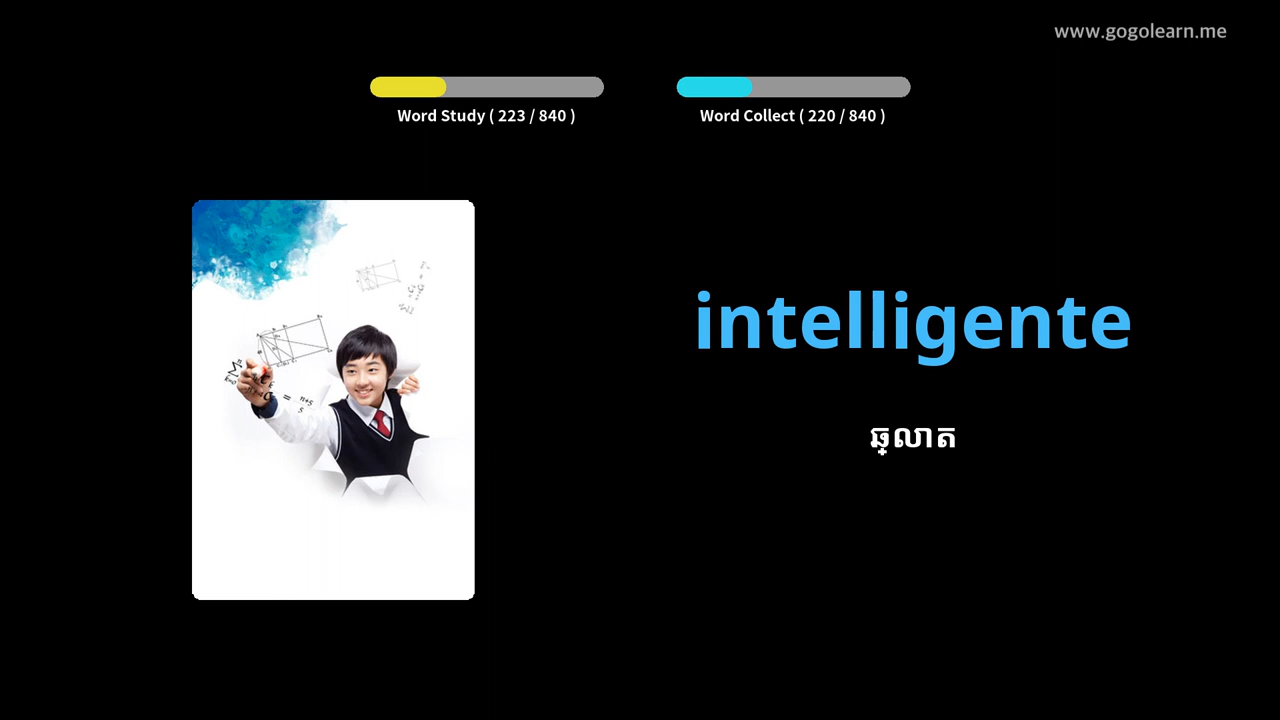 www.gogolearn.me
Word Study ( 223 / 840 )
Word Collect ( 220 / 840 )
intelligente
ឆ្លាត